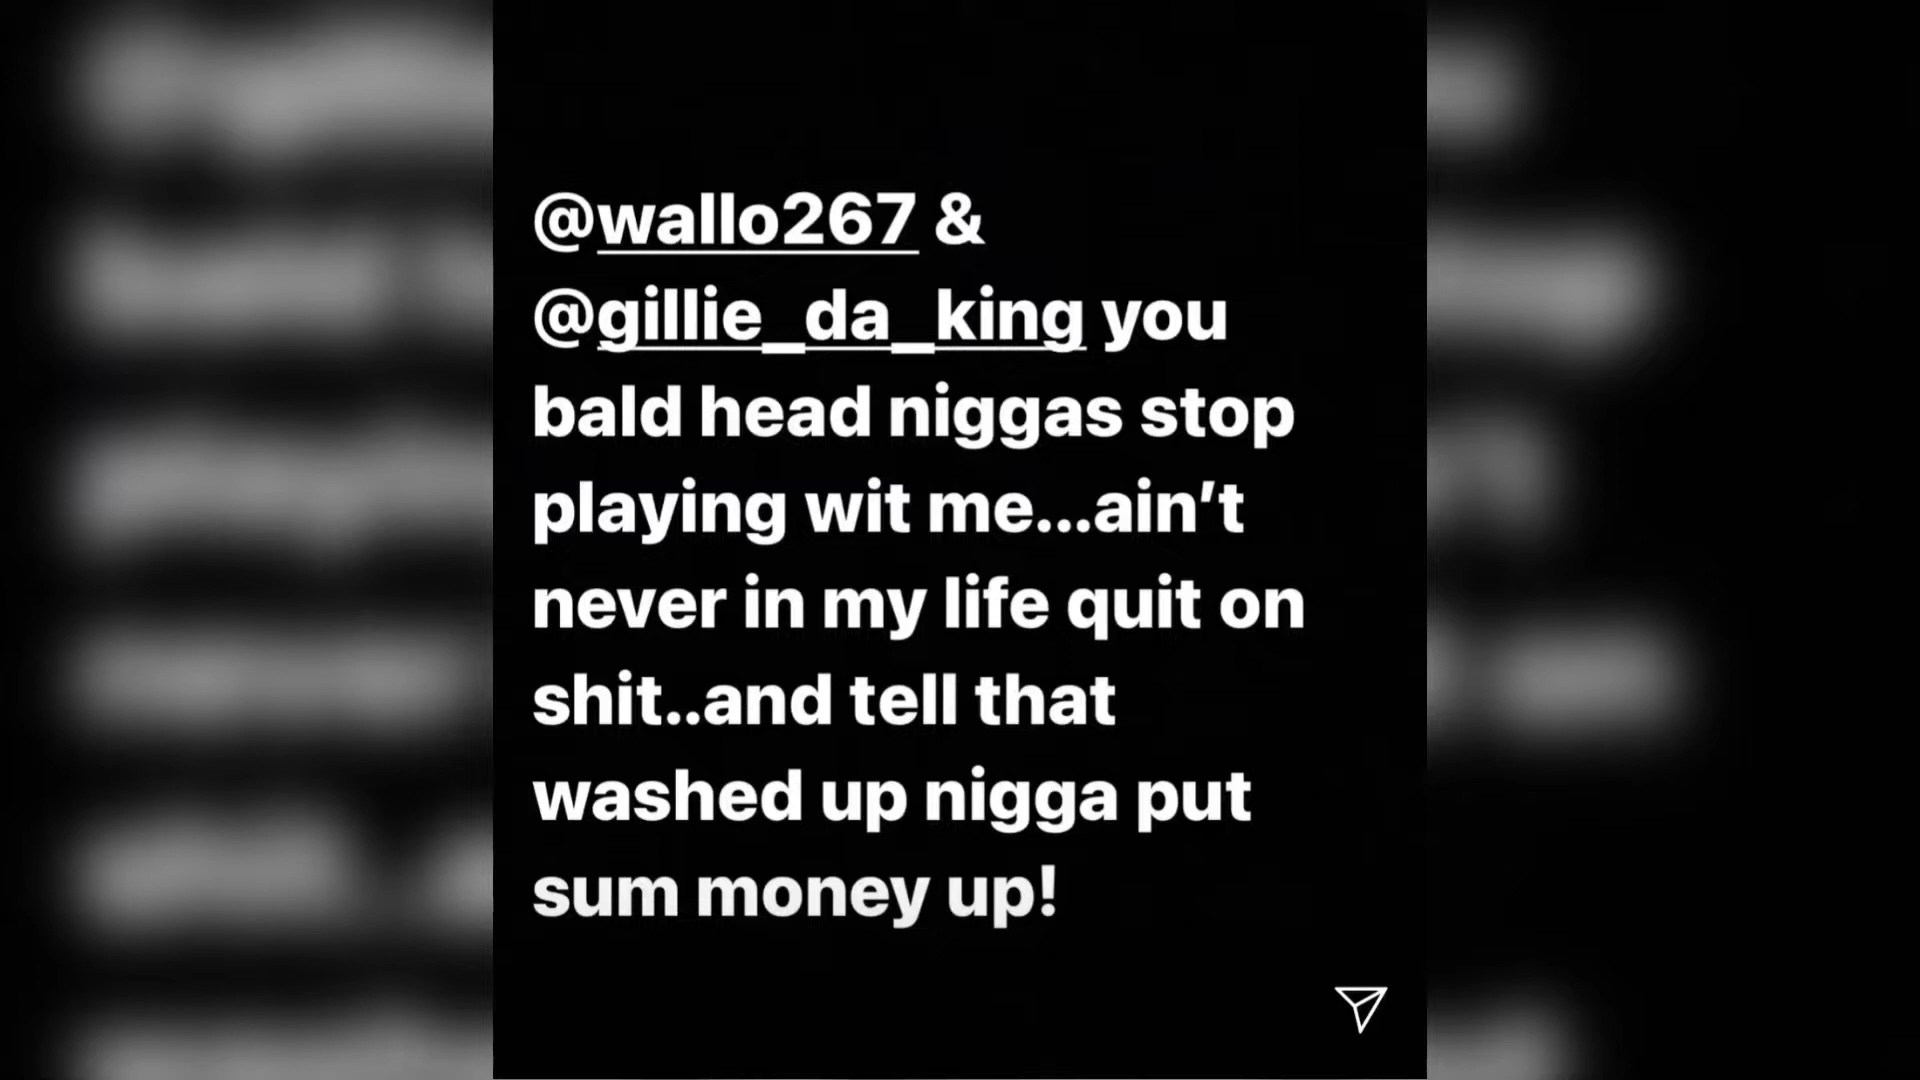 @wallo267 &
@gillie_da_king you
bald head niggas stop
playing wit me...ain’t
never in my life quit on
shit..and tell that
washed up nigga put
sum money up!